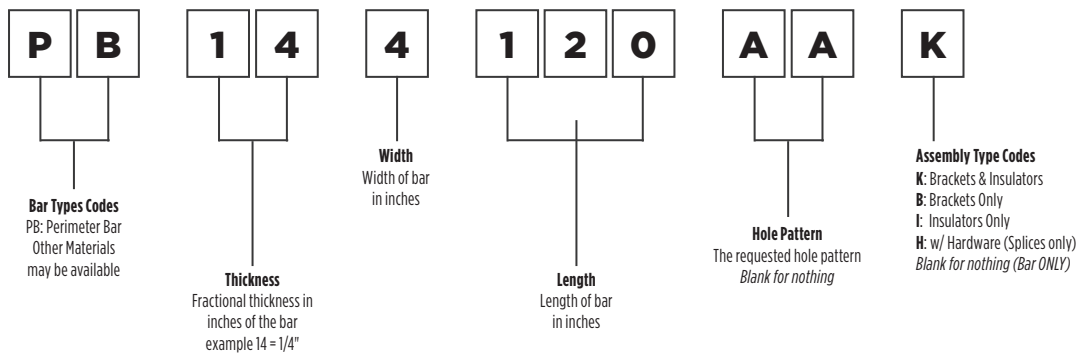 P B 1 4 4 1 2 0 A A K
Bar Types Codes
PB: Perimeter Bar
Other Materials
may be available
Thickness
Fractional thickness in
inches of the bar
example 14 = 1/4"
Width
Width of bar
in inches
Length
Length of bar
in inches
Hole Pattern
The requested hole pattern
Blank for nothing
Assembly Type Codes
K: Brackets & Insulators
B: Brackets Only
I: Insulators Only
H: w/ Hardware (Splices only)
Blank for nothing (Bar ONLY)